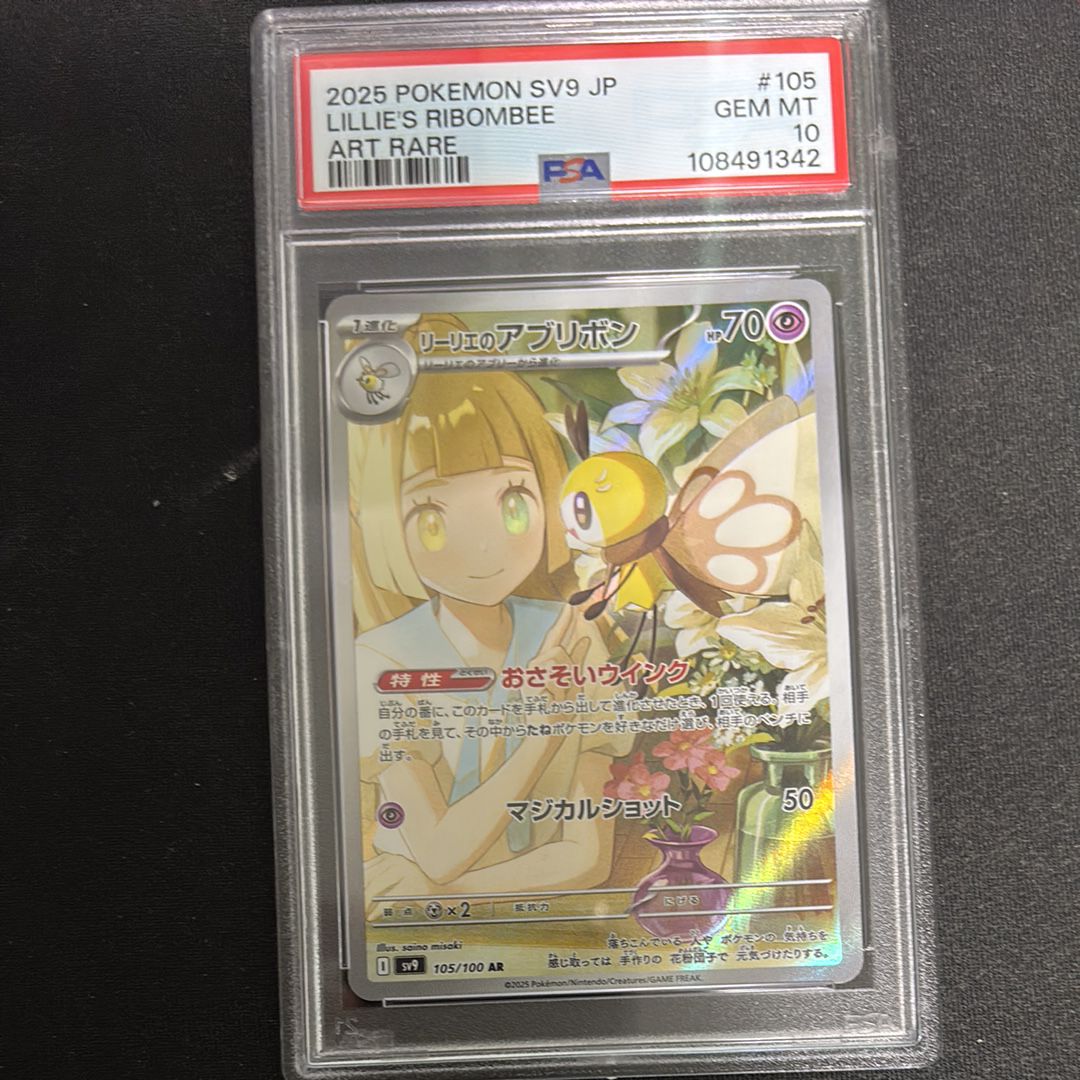 2025 POKEMON SV9 JP #105
LILLIE'S RIBOMBEE GEM MT
ART RARE 10
PSA 108491342
1進化 リーリエのアブリボン HP70
リーリエのアブリーから進化
特性 おさそいウインク
自分の番に、このカードを手札から出して進化させたとき、1回使える。相手
の手札を見て、その中からたねポケモンを好きなだけ選び、相手のベンチに
出す。
マジカルショット 50
弱点 ×2 抵抗力 にげる
Illus. saino misaki
落ちこんでいる 人や ポケモンの 気持ちを
感じ取っては 手作りの 花粉団子で 元気づけたりする。
I SV9 105/100 AR
©2025 Pokémon/Nintendo/Creatures/GAME FREAK.